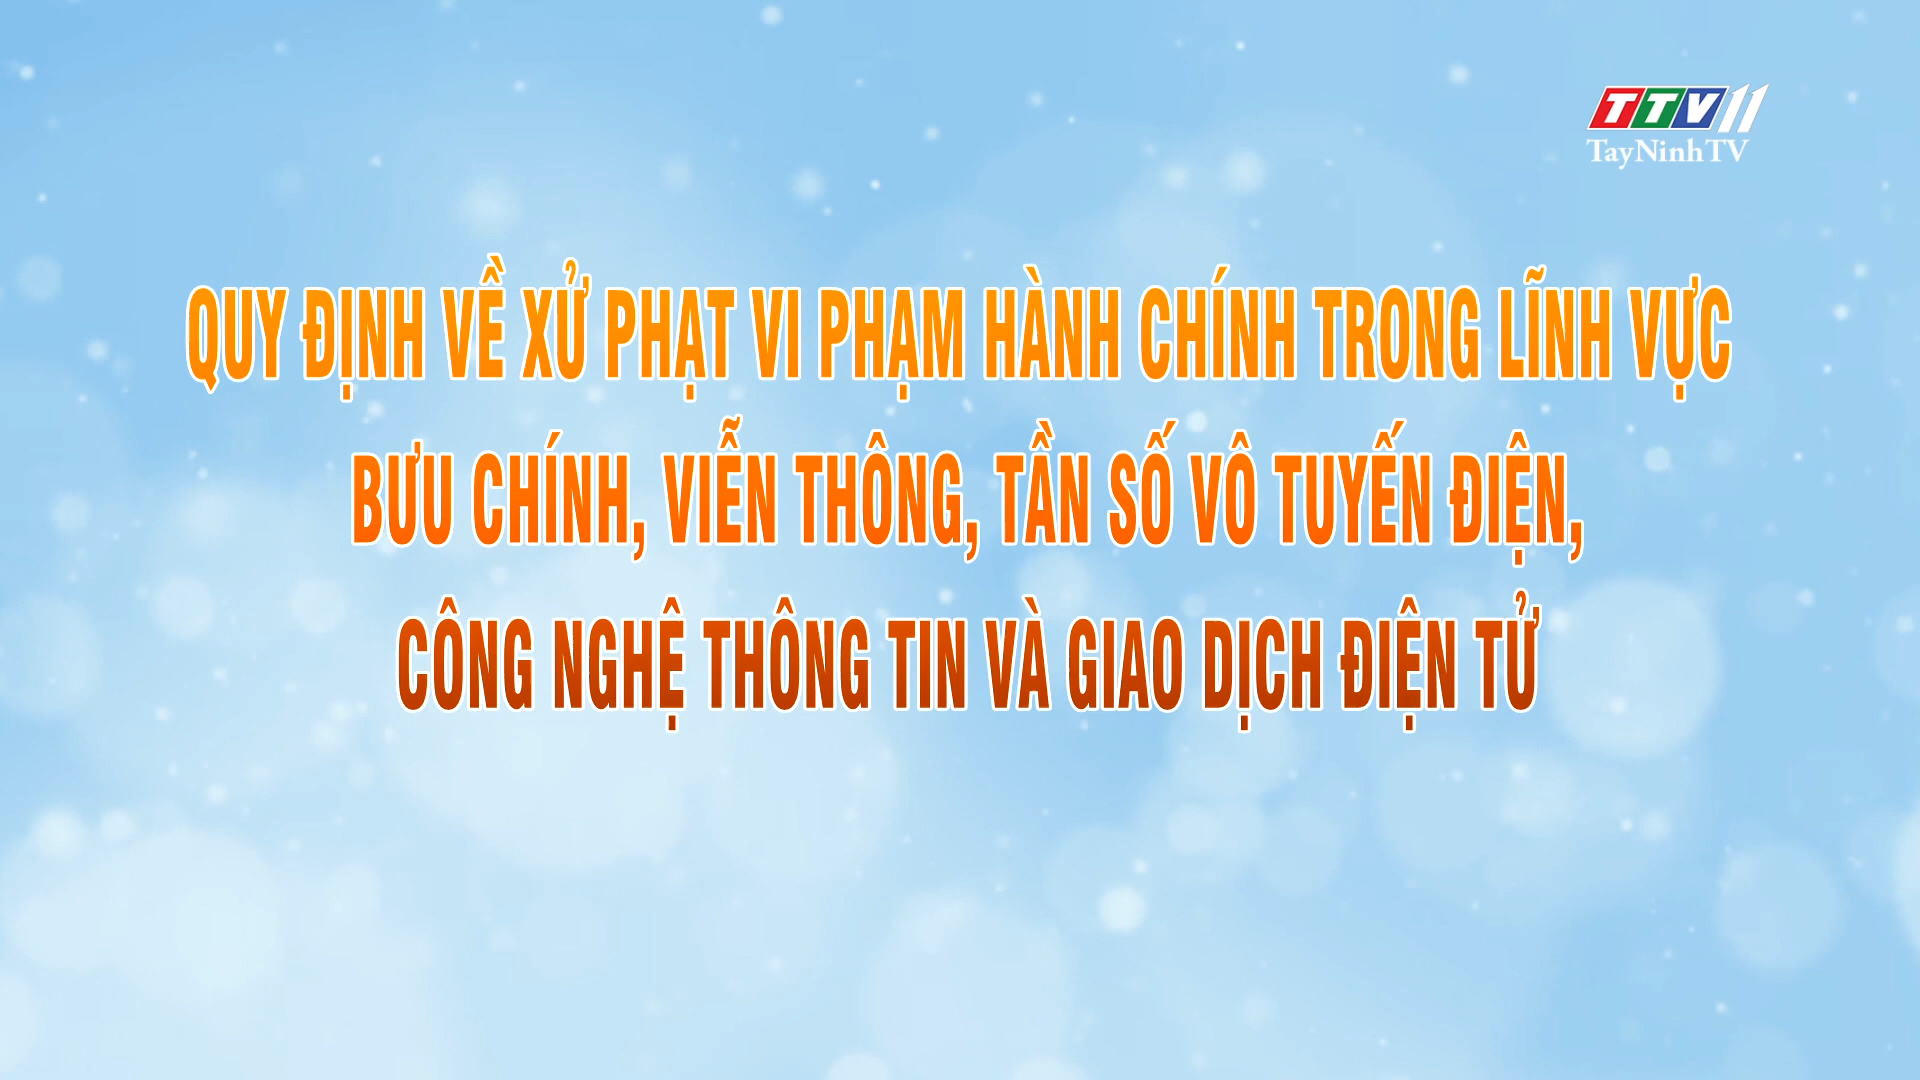 TTV11
TayNinhTV
QUY ĐỊNH VỀ XỬ PHẠT VI PHẠM HÀNH CHÍNH TRONG LĨNH VỰC
BƯU CHÍNH, VIỄN THÔNG, TẦN SỐ VÔ TUYẾN ĐIỆN,
CÔNG NGHỆ THÔNG TIN VÀ GIAO DỊCH ĐIỆN TỬ